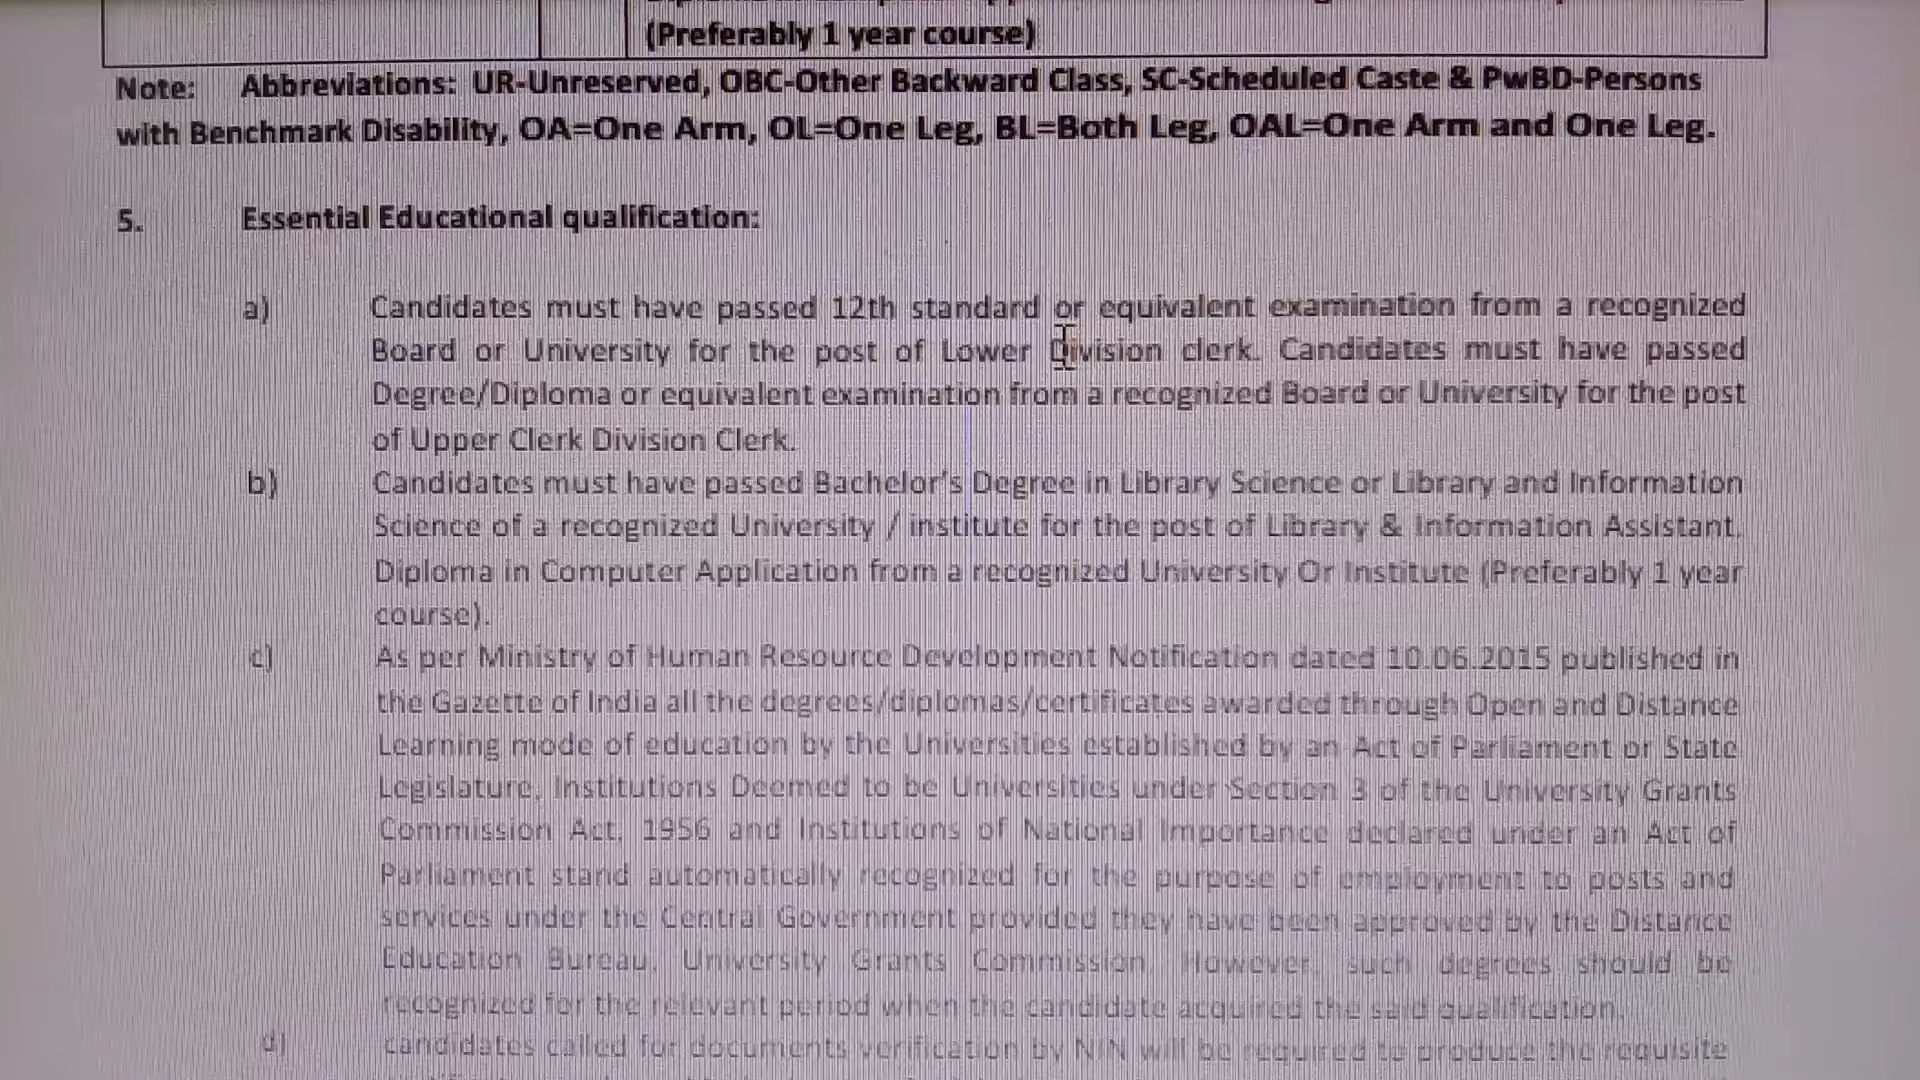 (Preferably 1 year course)
Note: Abbreviations: UR-Unreserved, OBC-Other Backward Class, SC-Scheduled Caste & PwBD-Persons
with Benchmark Disability, OA=One Arm, OL=One Leg, BL=Both Leg, OAL=One Arm and One Leg.
5. Essential Educational qualification:
a) Candidates must have passed 12th standard or equivalent examination from a recognized
Board or University for the post of Lower Division clerk. Candidates must have passed
Degree/Diploma or equivalent examination from a recognized Board or University for the post
of Upper Clerk Division Clerk.
b) Candidates must have passed Bachelor's Degree in Library Science or Library and Information
Science of a recognized University / institute for the post of Library & Information Assistant.
Diploma in Computer Application from a recognized University Or Institute (Preferably 1 year
course).
c) As per Ministry of Human Resource Development Notification dated 10.06.2015 published in
the Gazette of India all the degrees/diplomas/certificates awarded through Open and Distance
Learning mode of education by the Universities established by an Act of Parliament or State
Legislature, Institutions Deemed to be Universities under Section 3 of the University Grants
Commission Act, 1956 and Institutions of National Importance declared under an Act of
Parliament stand automatically recognized for the purpose of employment to posts and
services under the Central Government provided they have been approved by the Distance
Education Bureau, University Grants Commission. However, such degrees should be
recognized for the relevant period when the candidate acquired the said qualification.
d) candidates called for documents verification by NIN will be required to produce the requisite